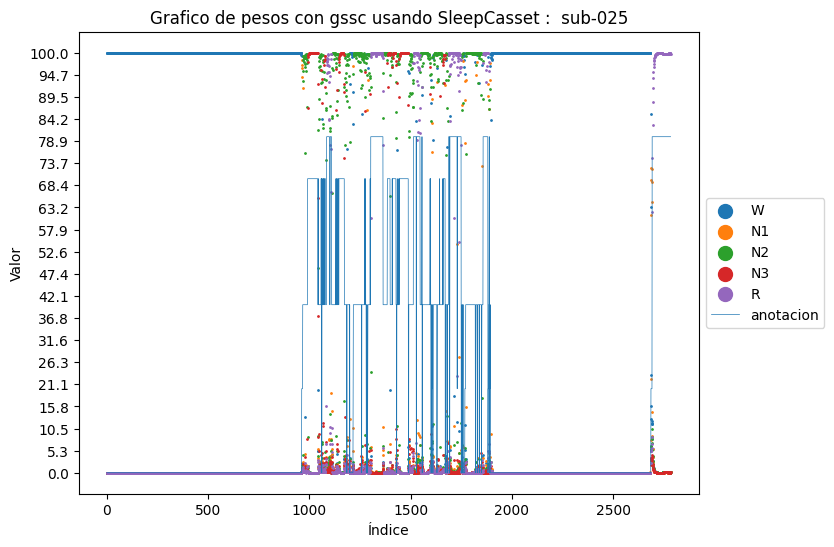 Grafico de pesos con gssc usando SleepCasset :  sub-025
100.0
94.7
89.5
84.2
78.9
73.7
68.4
63.2
57.9
52.6
47.4
42.1
36.8
31.6
26.3
21.1
15.8
10.5
5.3
0.0
Valor
0
500
1000
1500
2000
2500
Índice
W
N1
N2
N3
R
anotacion